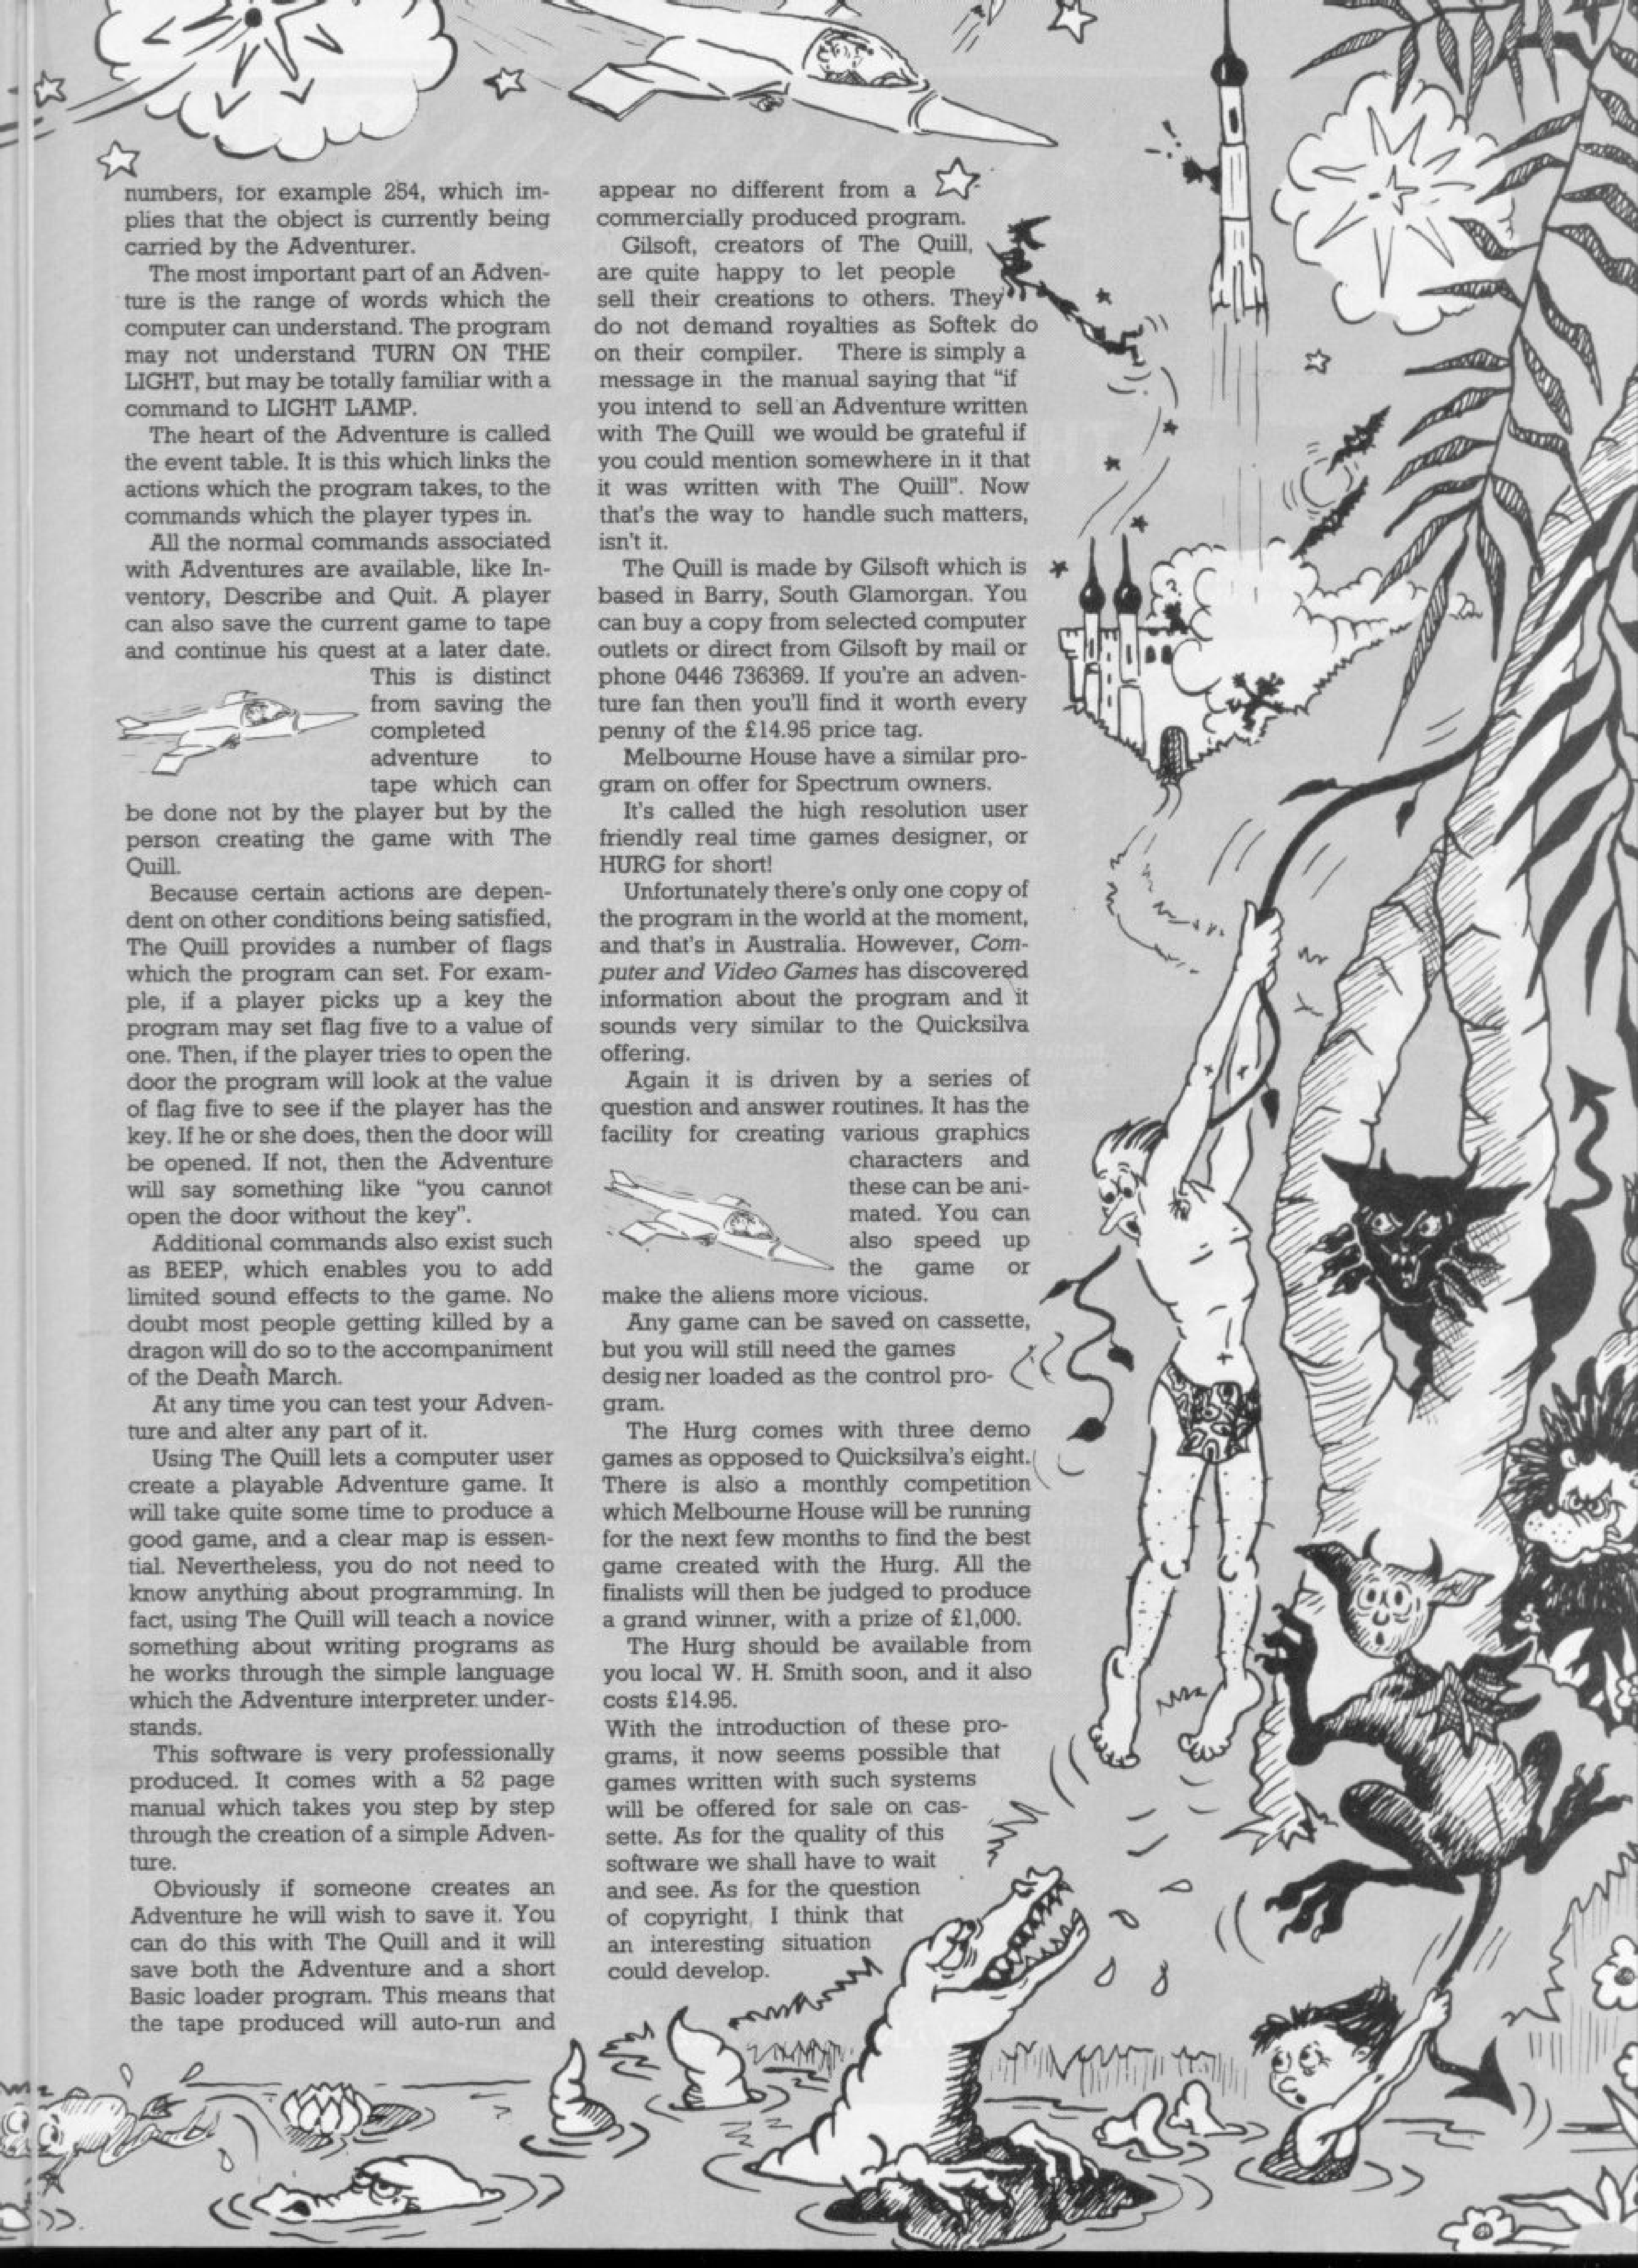 numbers, for example 254, which im-
plies that the object is currently being
carried by the Adventurer.
The most important part of an Adven-
ture is the range of words which the
computer can understand. The program
may not understand TURN ON THE
LIGHT, but may be totally familiar with a
command to LIGHT LAMP.
The heart of the Adventure is called
the event table. It is this which links the
actions which the program takes, to the
commands which the player types in.
All the normal commands associated
with Adventures are available, like In-
ventory, Describe and Quit. A player
can also save the current game to tape
and continue his quest at a later date.
This is distinct
from saving the
completed
adventure to
tape which can
be done not by the player but by the
person creating the game with The
Quill.
Because certain actions are depen-
dent on other conditions being satisfied,
The Quill provides a number of flags
which the program can set. For exam-
ple, if a player picks up a key the
program may set flag five to a value of
one. Then, if the player tries to open the
door the program will look at the value
of flag five to see if the player has the
key. If he or she does, then the door will
be opened. If not, then the Adventure
will say something like "you cannot
open the door without the key".
Additional commands also exist such
as BEEP, which enables you to add
limited sound effects to the game. No
doubt most people getting killed by a
dragon will do so to the accompaniment
of the Death March.
At any time you can test your Adven-
ture and alter any part of it.
Using The Quill lets a computer user
create a playable Adventure game. It
will take quite some time to produce a
good game, and a clear map is essen-
tial. Nevertheless, you do not need to
know anything about programming. In
fact, using The Quill will teach a novice
something about writing programs as
he works through the simple language
which the Adventure interpreter under-
stands.
This software is very professionally
produced. It comes with a 52 page
manual which takes you step by step
through the creation of a simple Adven-
ture.
Obviously if someone creates an
Adventure he will wish to save it. You
can do this with The Quill and it will
save both the Adventure and a short
Basic loader program. This means that
the tape produced will auto-run and
appear no different from a
commercially produced program.
Gilsoft, creators of The Quill,
are quite happy to let people
sell their creations to others. They
do not demand royalties as Softek do
on their compiler. There is simply a
message in the manual saying that "if
you intend to sell an Adventure written
with The Quill we would be grateful if
you could mention somewhere in it that
it was written with The Quill". Now
that's the way to handle such matters,
isn't it.
The Quill is made by Gilsoft which is
based in Barry, South Glamorgan. You
can buy a copy from selected computer
outlets or direct from Gilsoft by mail or
phone 0446 736369. If you're an adven-
ture fan then you'll find it worth every
penny of the £14.95 price tag.
Melbourne House have a similar pro-
gram on offer for Spectrum owners.
It's called the high resolution user
friendly real time games designer, or
HURG for short!
Unfortunately there's only one copy of
the program in the world at the moment,
and that's in Australia. However, Com-
puter and Video Games has discovered
information about the program and it
sounds very similar to the Quicksilva
offering.
Again it is driven by a series of
question and answer routines. It has the
facility for creating various graphics
characters and
these can be ani-
mated. You can
also speed up
the game or
make the aliens more vicious.
Any game can be saved on cassette,
but you will still need the games
designer loaded as the control pro-
gram.
The Hurg comes with three demo
games as opposed to Quicksilva's eight.
There is also a monthly competition
which Melbourne House will be running
for the next few months to find the best
game created with the Hurg. All the
finalists will then be judged to produce
a grand winner, with a prize of £1,000.
The Hurg should be available from
you local W. H. Smith soon, and it also
costs £14.95.
With the introduction of these pro-
grams, it now seems possible that
games written with such systems
will be offered for sale on cas-
sette. As for the quality of this
software we shall have to wait
and see. As for the question
of copyright, I think that
an interesting situation
could develop.